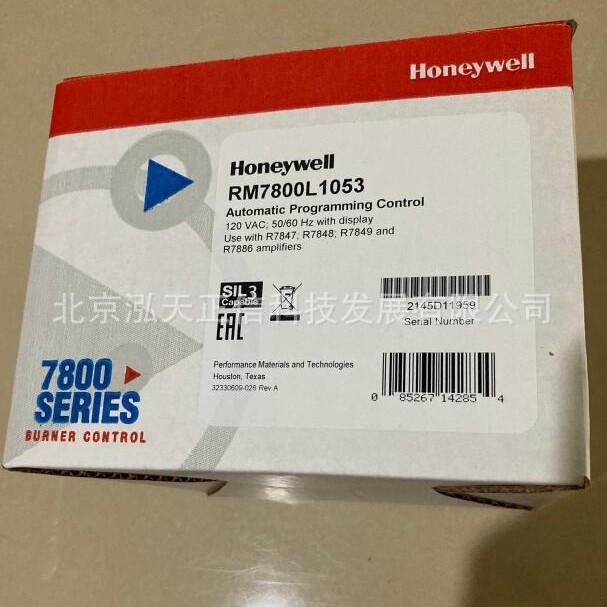 Honeywell
Honeywell
RM7800L1053
Automatic Programming Control
120 VAC; 50/60 Hz with display
Use with R7847, R7848; R7849 and
R7886 amplifiers
SIL 3
Capable
EAC
2145D11959
Serial Number
北京泓天正信科技发展有限公司
Performance Materials and Technologies
Houston, Texas
32330609-026 Rev A
0 85267 14285 4
7800
SERIES
BURNER CONTROL